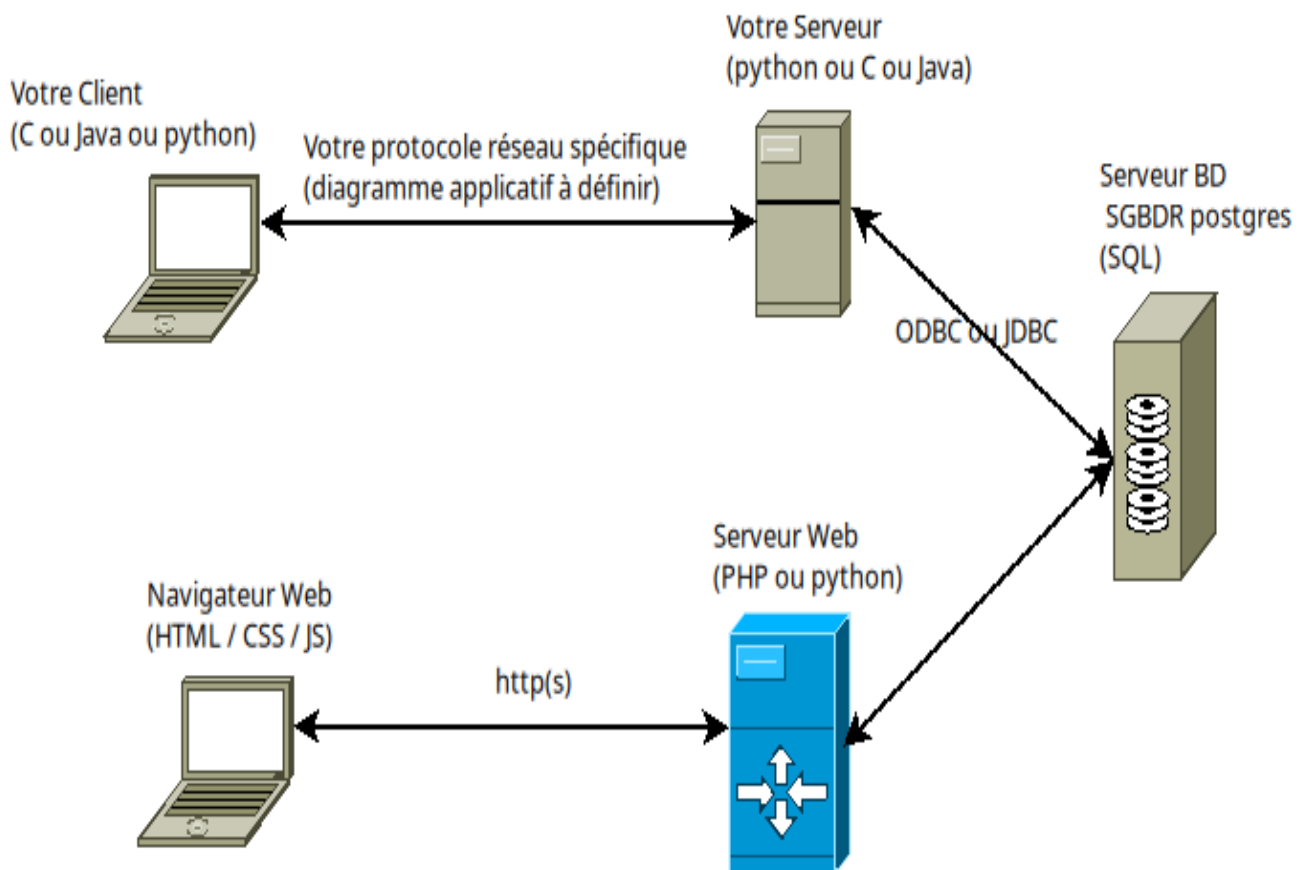 Votre Serveur
(python ou C ou Java)
Votre Client
(C ou Java ou python)
Votre protocole réseau spécifique
(diagramme applicatif à définir)
Serveur BD
SGBDR postgres
(SQL)
ODBC ou JDBC
Serveur Web
(PHP ou python)
Navigateur Web
(HTML / CSS / JS)
http(s)